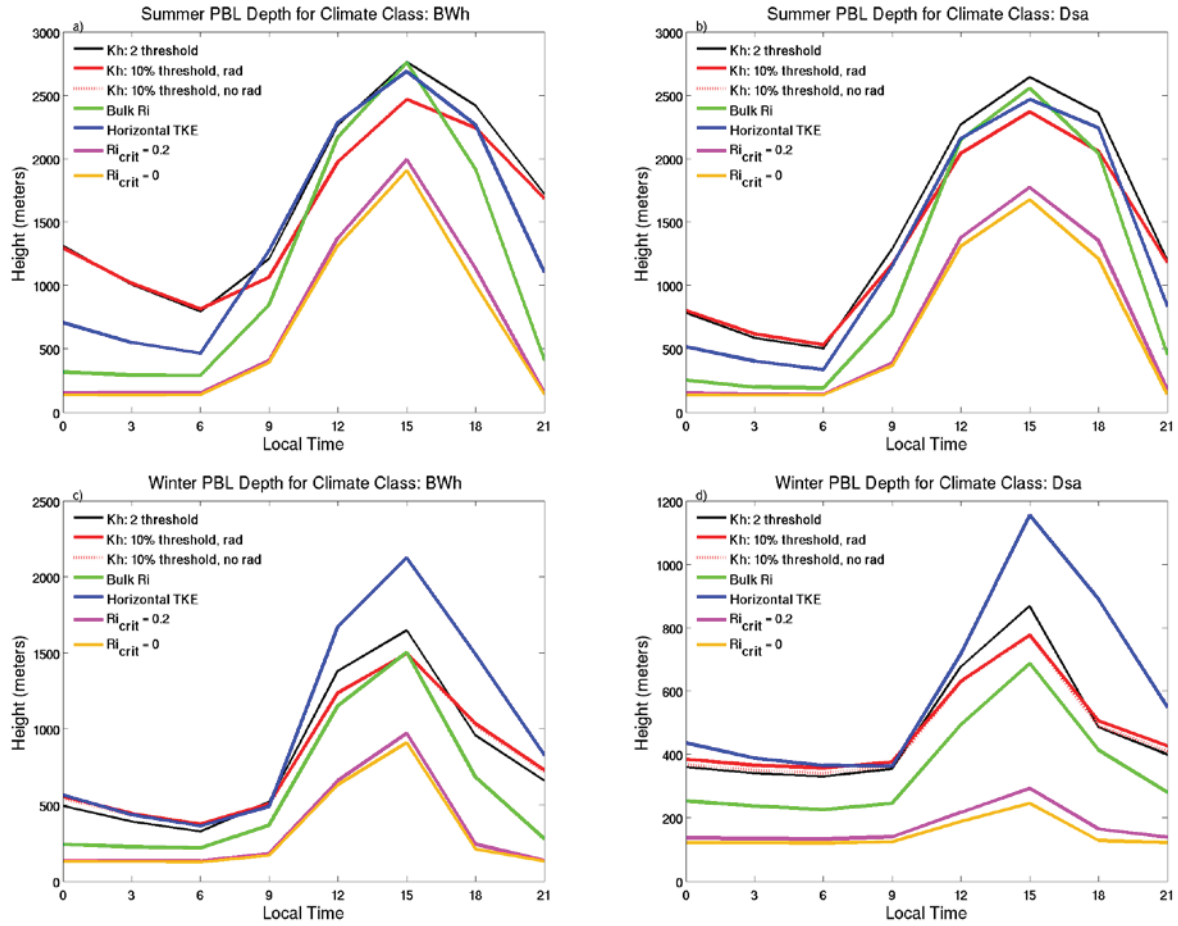 Summer PBL Depth for Climate Class: BWh
a)
3000
2500
2000
1500
1000
500
0
Height (meters)
Kh: 2 threshold
Kh: 10% threshold, rad
Kh: 10% threshold, no rad
Bulk Ri
Horizontal TKE
Ri_crit = 0.2
Ri_crit = 0
0 3 6 9 12 15 18 21
Local Time
Summer PBL Depth for Climate Class: Dsa
b)
3000
2500
2000
1500
1000
500
0
Height (meters)
Kh: 2 threshold
Kh: 10% threshold, rad
Kh: 10% threshold, no rad
Bulk Ri
Horizontal TKE
Ri_crit = 0.2
Ri_crit = 0
0 3 6 9 12 15 18 21
Local Time
Winter PBL Depth for Climate Class: BWh
c)
2500
2000
1500
1000
500
0
Height (meters)
Kh: 2 threshold
Kh: 10% threshold, rad
Kh: 10% threshold, no rad
Bulk Ri
Horizontal TKE
Ri_crit = 0.2
Ri_crit = 0
0 3 6 9 12 15 18 21
Local Time
Winter PBL Depth for Climate Class: Dsa
d)
1200
1000
800
600
400
200
0
Height (meters)
Kh: 2 threshold
Kh: 10% threshold, rad
Kh: 10% threshold, no rad
Bulk Ri
Horizontal TKE
Ri_crit = 0.2
Ri_crit = 0
0 3 6 9 12 15 18 21
Local Time